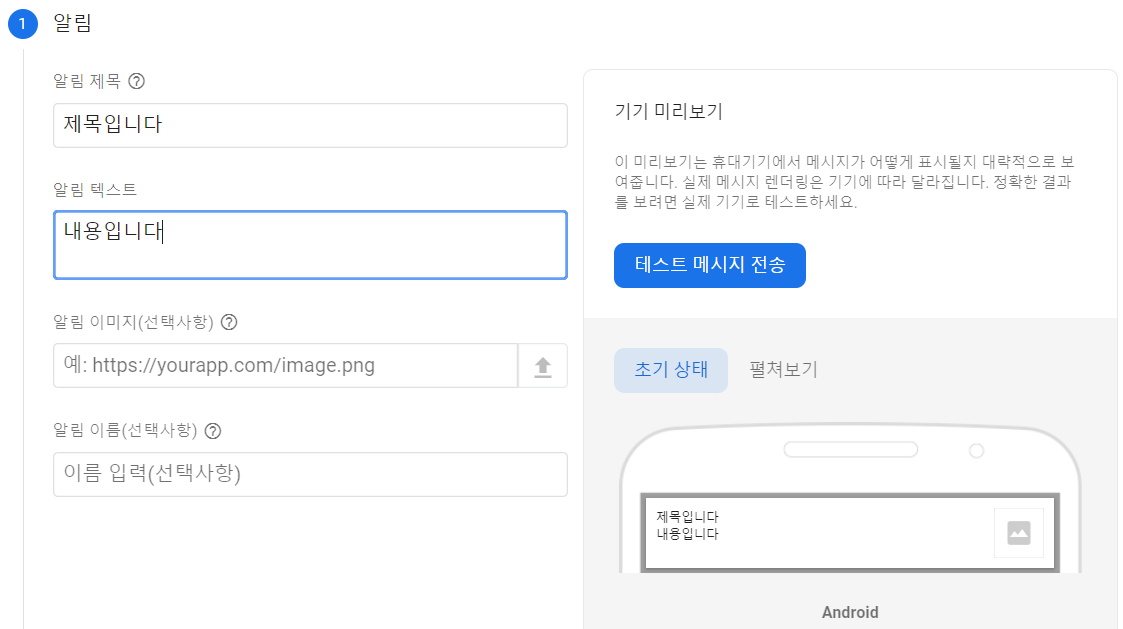 1 알림
알림 제목 ?
제목입니다
알림 텍스트
내용입니다
알림 이미지(선택사항) ?
예: https://yourapp.com/image.png
알림 이름(선택사항) ?
이름 입력(선택사항)
기기 미리보기
이 미리보기는 휴대기기에서 메시지가 어떻게 표시될지 대략적으로 보
여줍니다. 실제 메시지 렌더링은 기기에 따라 달라집니다. 정확한 결과
를 보려면 실제 기기로 테스트하세요.
테스트 메시지 전송
초기 상태 펼쳐보기
제목입니다
내용입니다
Android